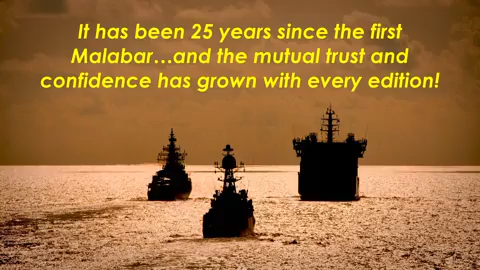 It has been 25 years since the first
Malabar...and the mutual trust and
confidence has grown with every edition!